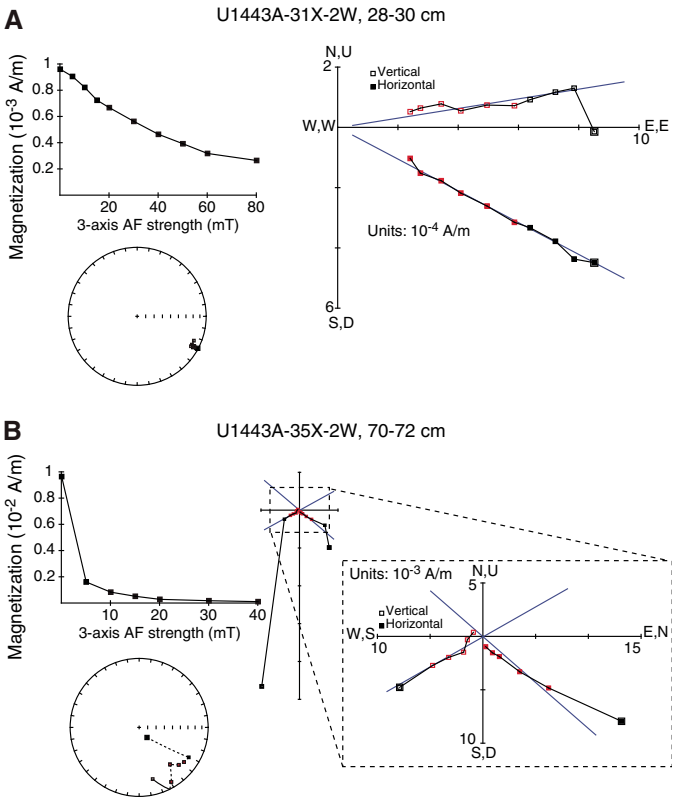 A
U1443A-31X-2W, 28-30 cm
Magnetization (10-3 A/m)
1
0.8
0.6
0.4
0.2
20 40 60 80
3-axis AF strength (mT)
N,U
2
Vertical
Horizontal
W,W
E,E
10
Units: 10-4 A/m
6
S,D
B
U1443A-35X-2W, 70-72 cm
Magnetization (10-2 A/m)
1
0.8
0.6
0.4
0.2
10 20 30 40
3-axis AF strength (mT)
Units: 10-3 A/m
N,U
5
Vertical
Horizontal
W,S
10
E,N
15
10
S,D